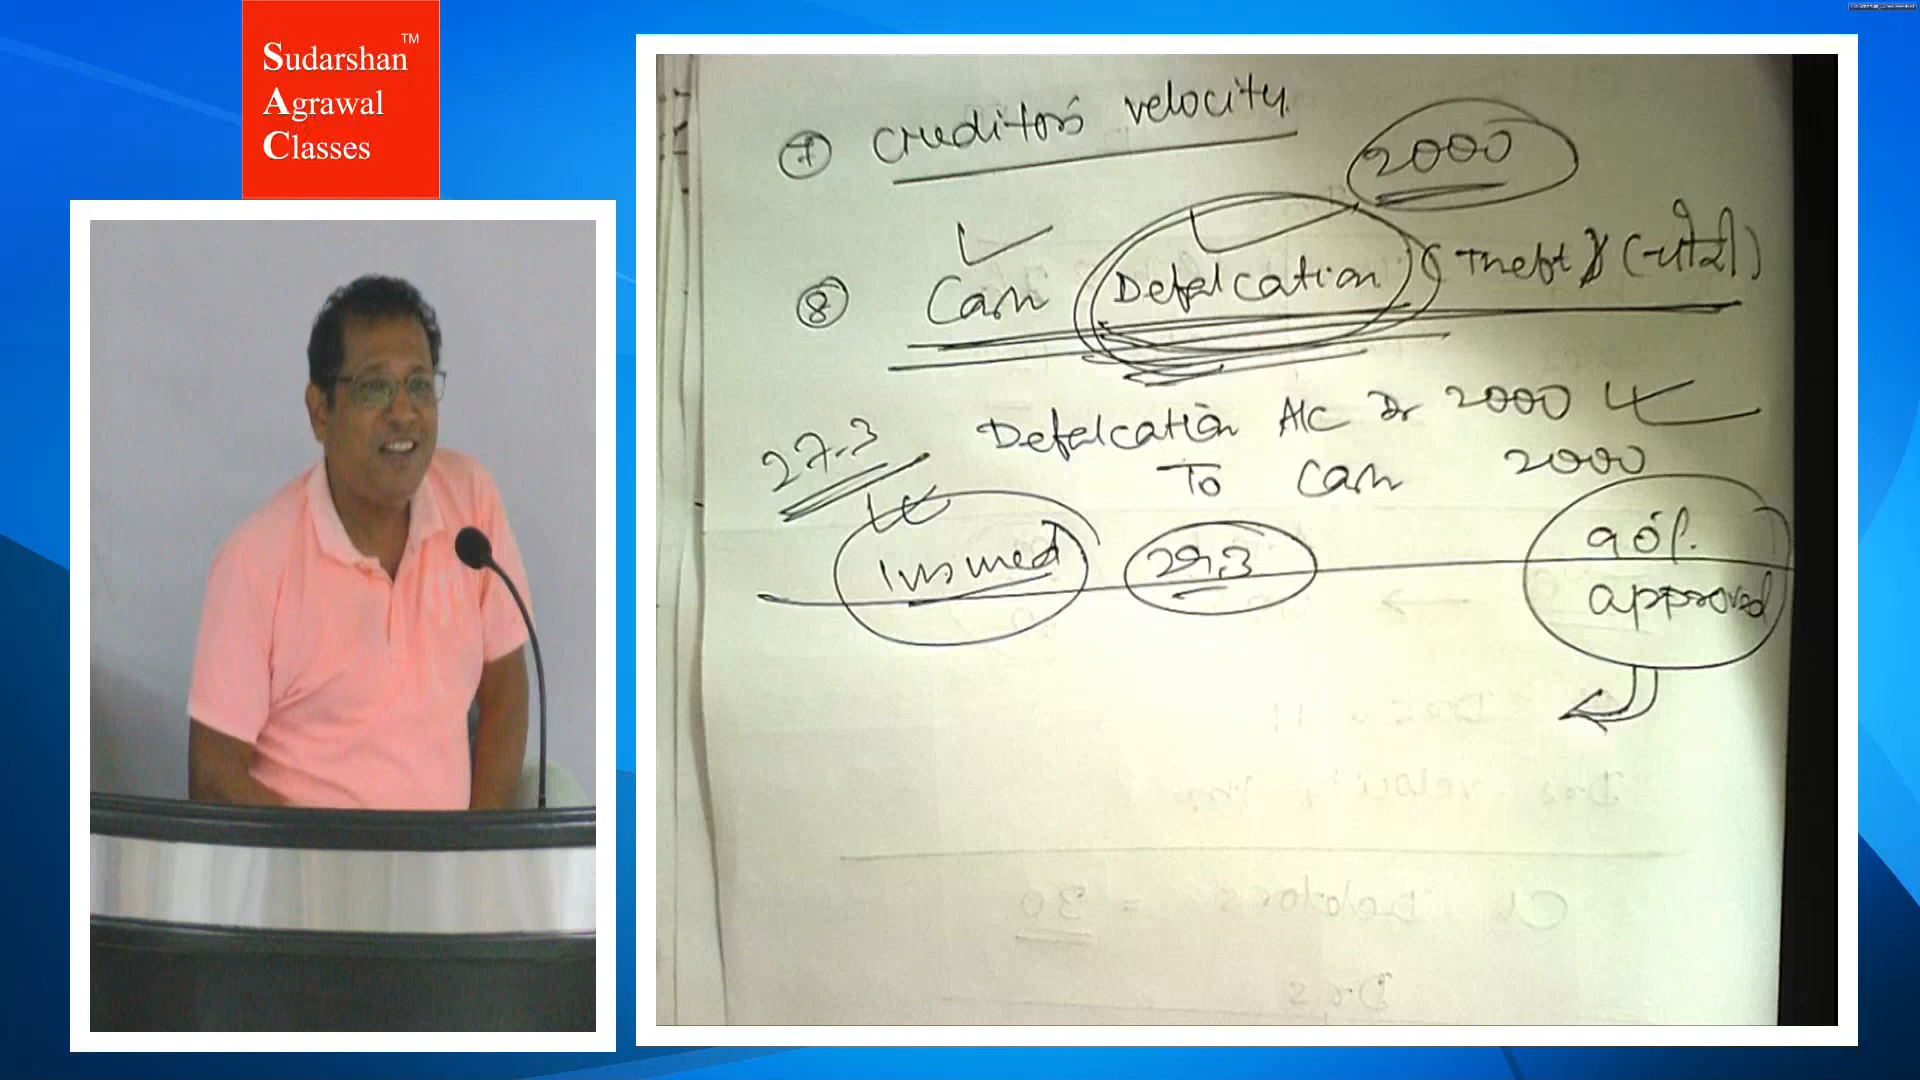 Sudarshan™
Agrawal
Classes
7 Creditors velocity
2000
8 Cash Defalcation (Theft) (चोरी)
27.3 Defalcation A/C Dr 2000
To Cash 2000
insured 29.3 90%
approved